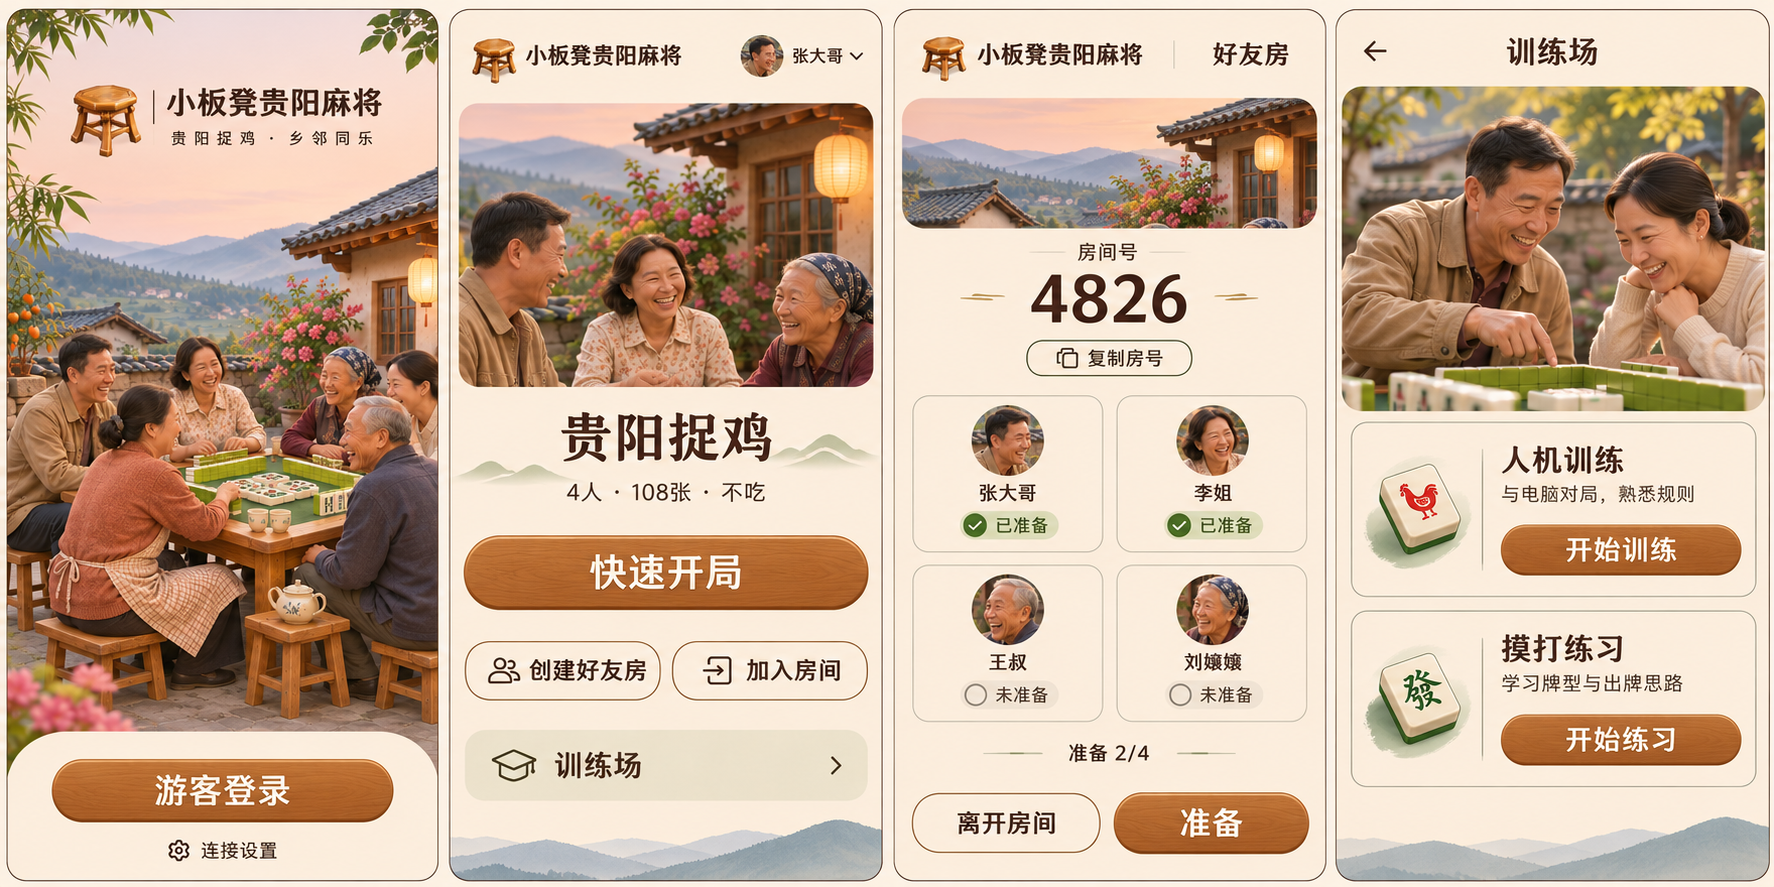 小板凳贵阳麻将
贵阳捉鸡 · 乡邻同乐
游客登录
连接设置
小板凳贵阳麻将
张大哥
贵阳捉鸡
4人 · 108张 · 不吃
快速开局
创建好友房
加入房间
训练场
小板凳贵阳麻将
好友房
房间号
4826
复制房号
张大哥
已准备
李姐
已准备
王叔
未准备
刘嬢嬢
未准备
准备 2/4
离开房间
准备
训练场
人机训练
与电脑对局，熟悉规则
开始训练
發
摸打练习
学习牌型与出牌思路
开始练习